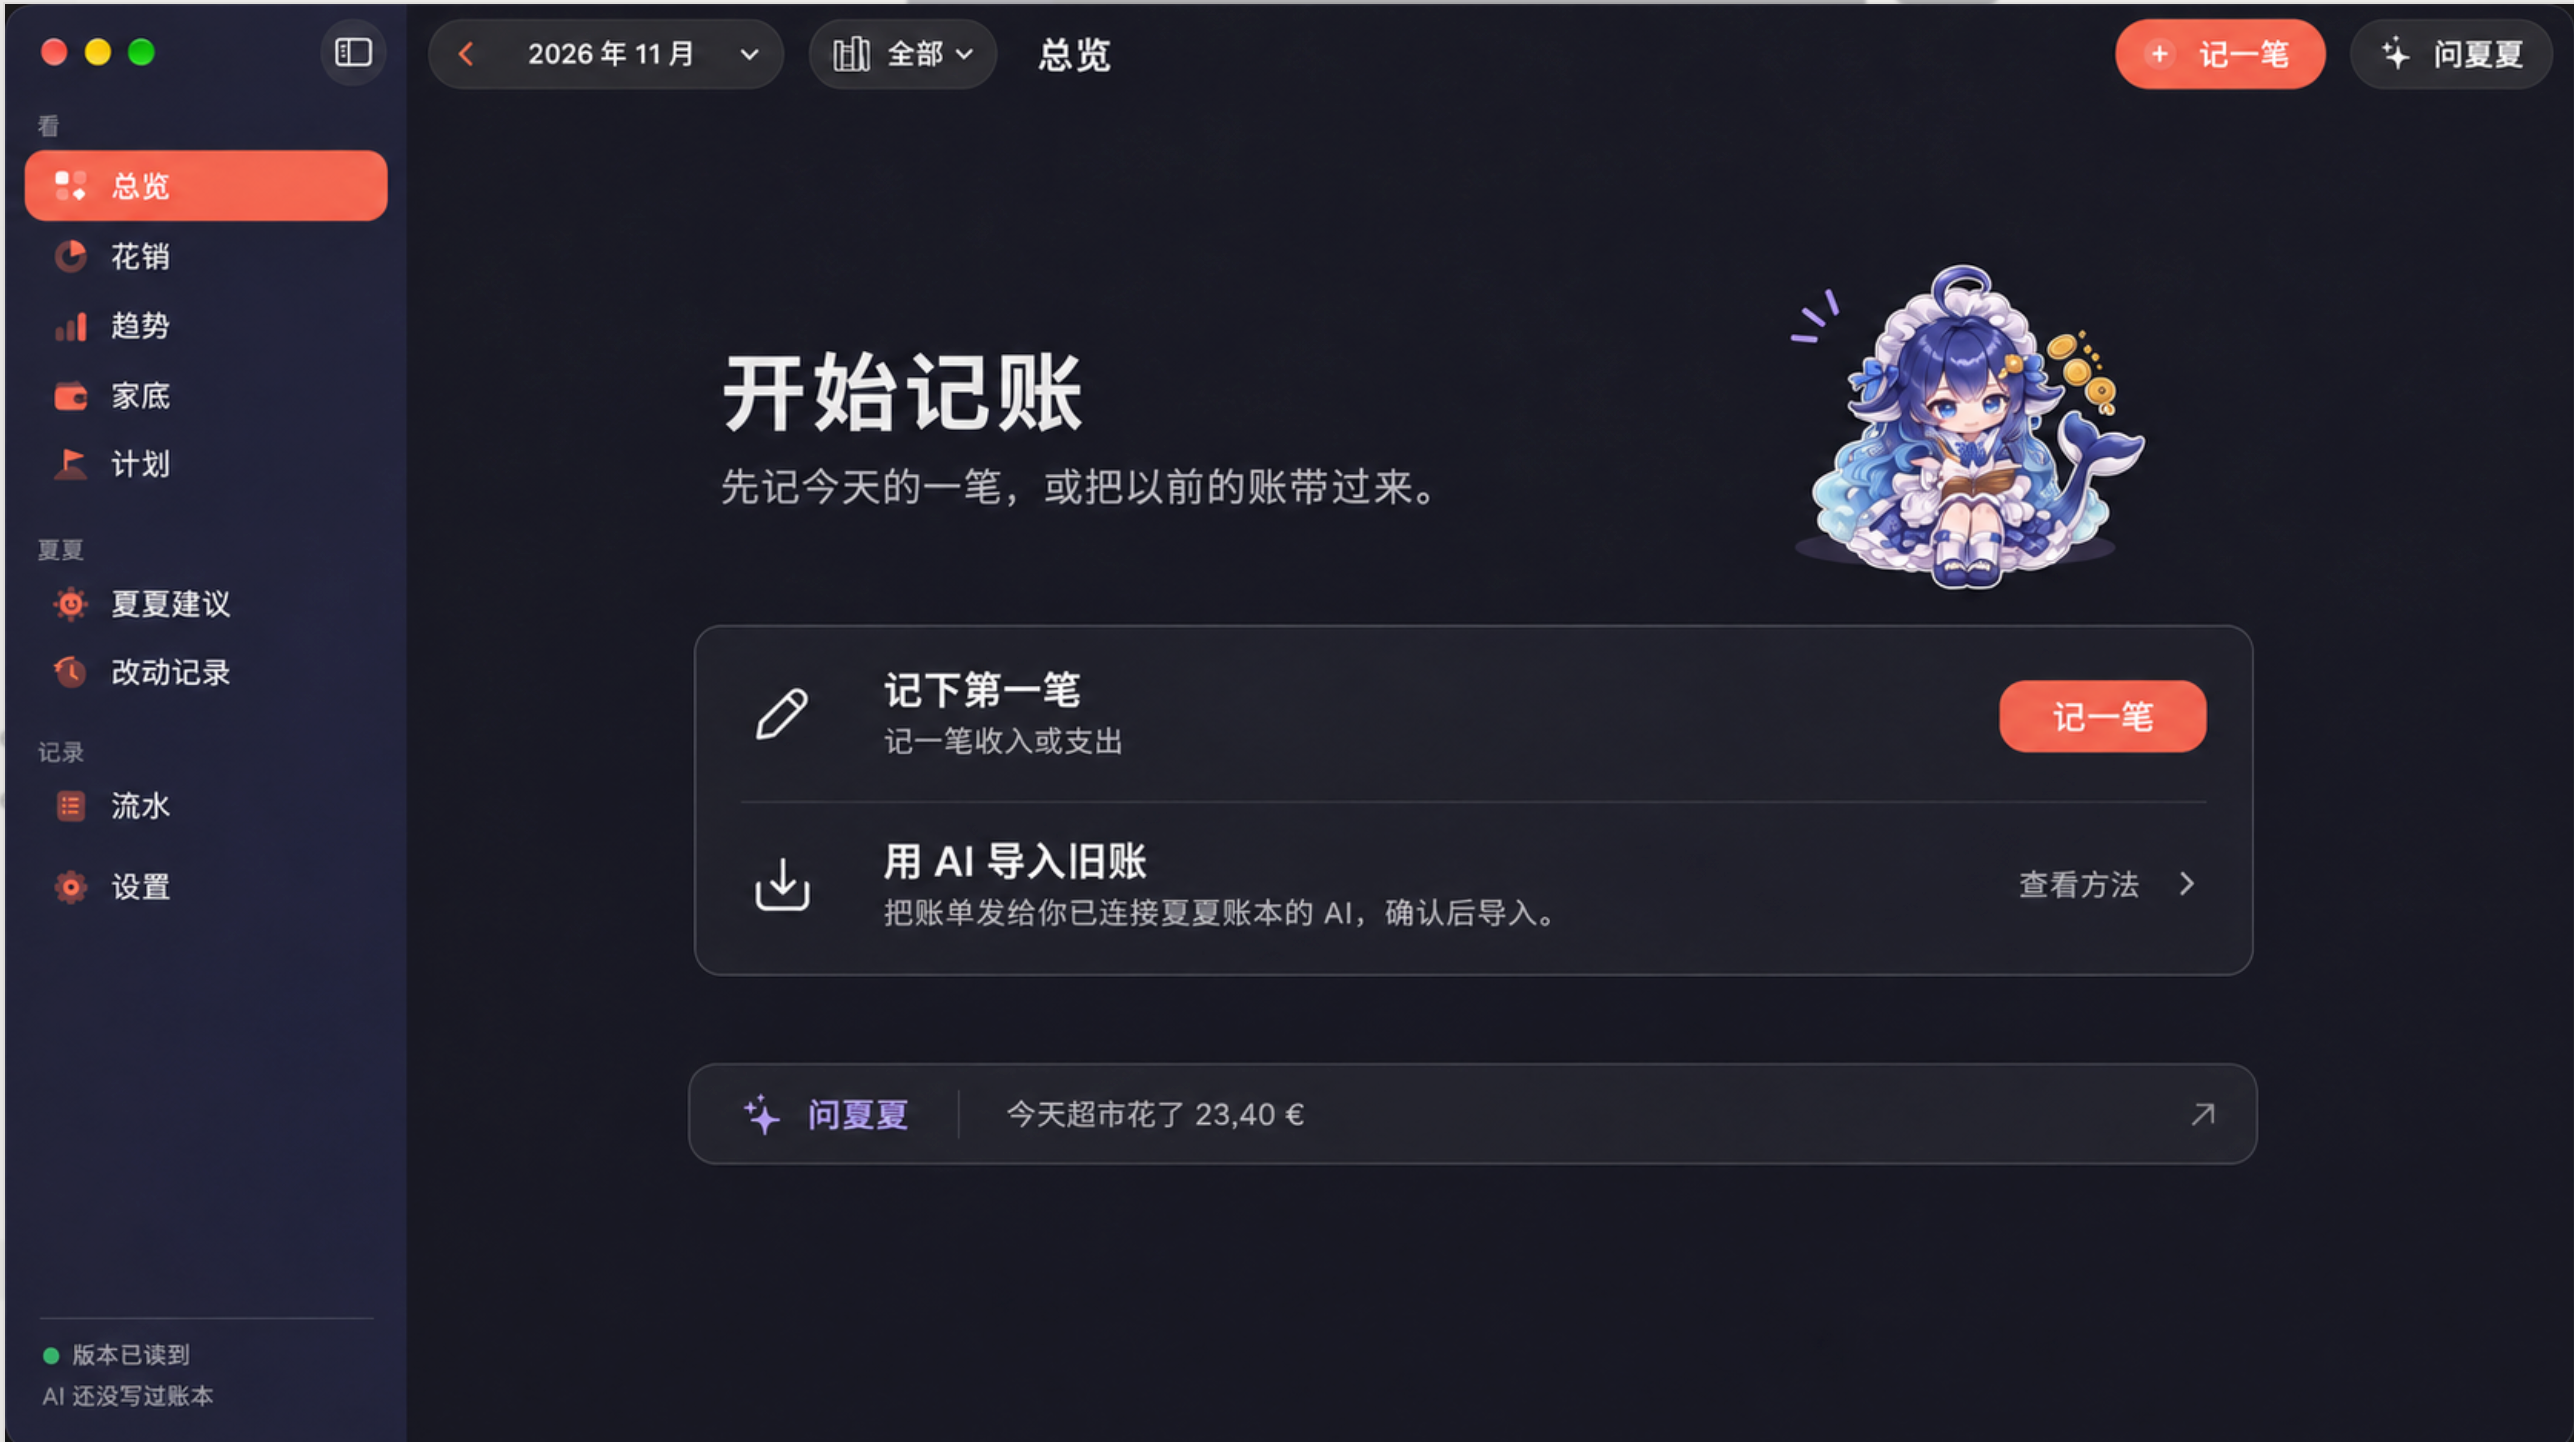 2026 年 11 月
全部
总览
+ 记一笔
问夏夏
看
总览
花销
趋势
家底
计划
夏夏
夏夏建议
改动记录
记录
流水
设置
版本已读到
AI 还没写过账本
开始记账
先记今天的一笔，或把以前的账带过来。
记下第一笔
记一笔收入或支出
记一笔
用 AI 导入旧账
把账单发给你已连接夏夏账本的 AI，确认后导入。
查看方法
问夏夏
今天超市花了 23,40 €